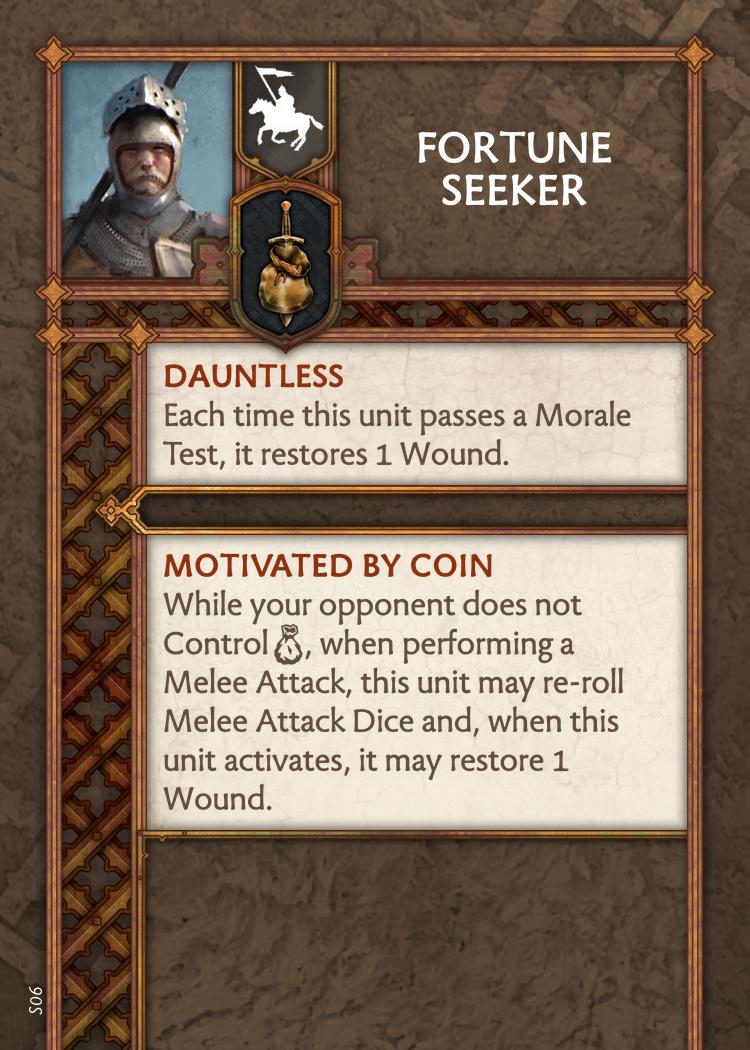 FORTUNE
SEEKER
DAUNTLESS
Each time this unit passes a Morale
Test, it restores 1 Wound.
MOTIVATED BY COIN
While your opponent does not
Control , when performing a
Melee Attack, this unit may re-roll
Melee Attack Dice and, when this
unit activates, it may restore 1
Wound.
S06